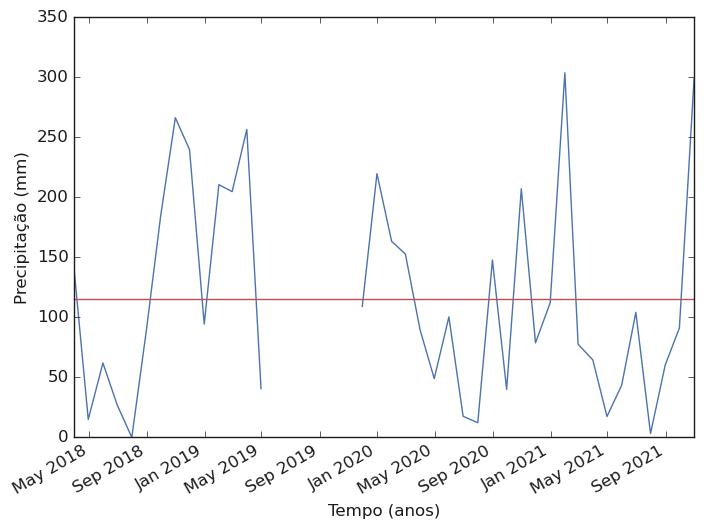 350
300
250
200
150
100
50
0
Precipitação (mm)
May 2018
Sep 2018
Jan 2019
May 2019
Sep 2019
Jan 2020
May 2020
Sep 2020
Jan 2021
May 2021
Sep 2021
Tempo (anos)